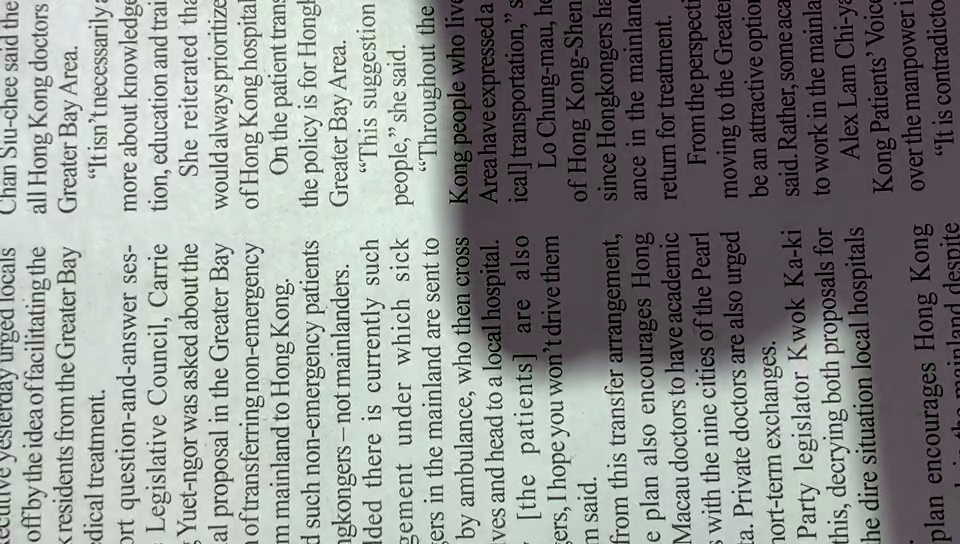 ecutive yesterday urged locals
off by the idea of facilitating the
residents from the Greater Bay
edical treatment.
ort question-and-answer ses-
Legislative Council, Carrie
Yuet-ngor was asked about the
al proposal in the Greater Bay
of transferring non-emergency
m mainland to Hong Kong.
d such non-emergency patients
ngkongers – not mainlanders.
lded there is currently such
gement under which sick
gers in the mainland are sent to
by ambulance, who then cross
ves and head to a local hospital.
[the patients] are also
gers, I hope you won't drive them
m said.
from this transfer arrangement,
e plan also encourages Hong
Macau doctors to have academic
s with the nine cities of the Pearl
ta. Private doctors are also urged
ort-term exchanges.
Party legislator Kwok Ka-ki
this, decrying both proposals for
he dire situation local hospitals
plan encourages Hong Kong
the mainland despite
Chan Siu-chee said the
all Hong Kong doctors
Greater Bay Area.
"It isn't necessarily a
more about knowledge
tion, education and trai
She reiterated tha
would always prioritize
of Hong Kong hospital
On the patient trans
the policy is for Hongk
Greater Bay Area.
"This suggestion
people," she said.
"Throughout the
Kong people who live
Area have expressed a
ical] transportation," s
Lo Chung-mau, he
of Hong Kong-Shen
since Hongkongers ha
ance in the mainland
return for treatment.
From the perspecti
moving to the Greater
be an attractive option
said. Rather, some aca
to work in the mainla
Alex Lam Chi-ya
Kong Patients' Voice
over the manpower i
"It is contradicto